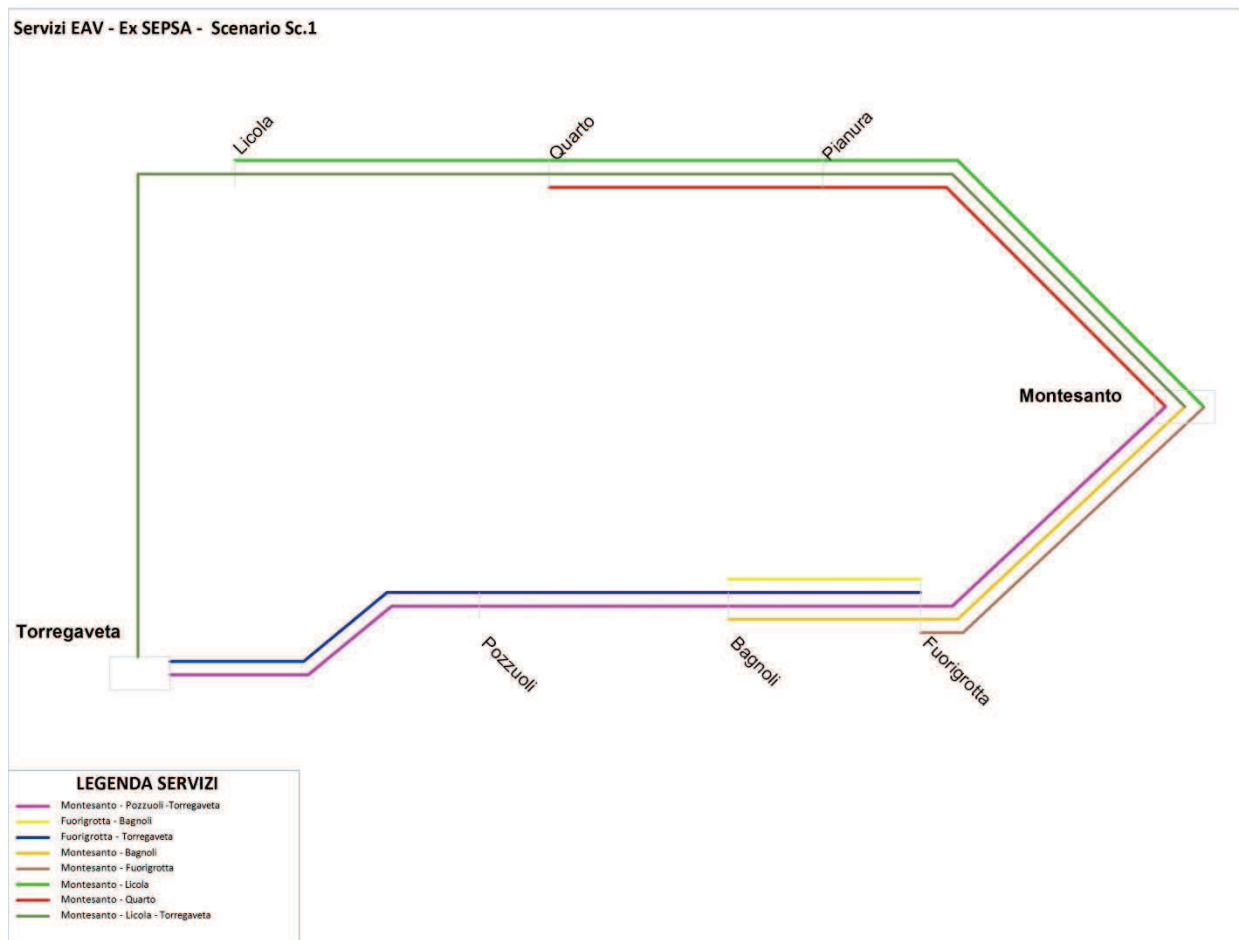 Servizi EAV - Ex SEPSA - Scenario Sc.1
Licola
Quarto
Pianura
Montesanto
Torregaveta
Pozzuoli
Bagnoli
Fuorigrotta
LEGENDA SERVIZI
Montesanto - Pozzuoli -Torregaveta
Fuorigrotta - Bagnoli
Fuorigrotta - Torregaveta
Montesanto - Bagnoli
Montesanto - Fuorigrotta
Montesanto - Licola
Montesanto - Quarto
Montesanto - Licola - Torregaveta